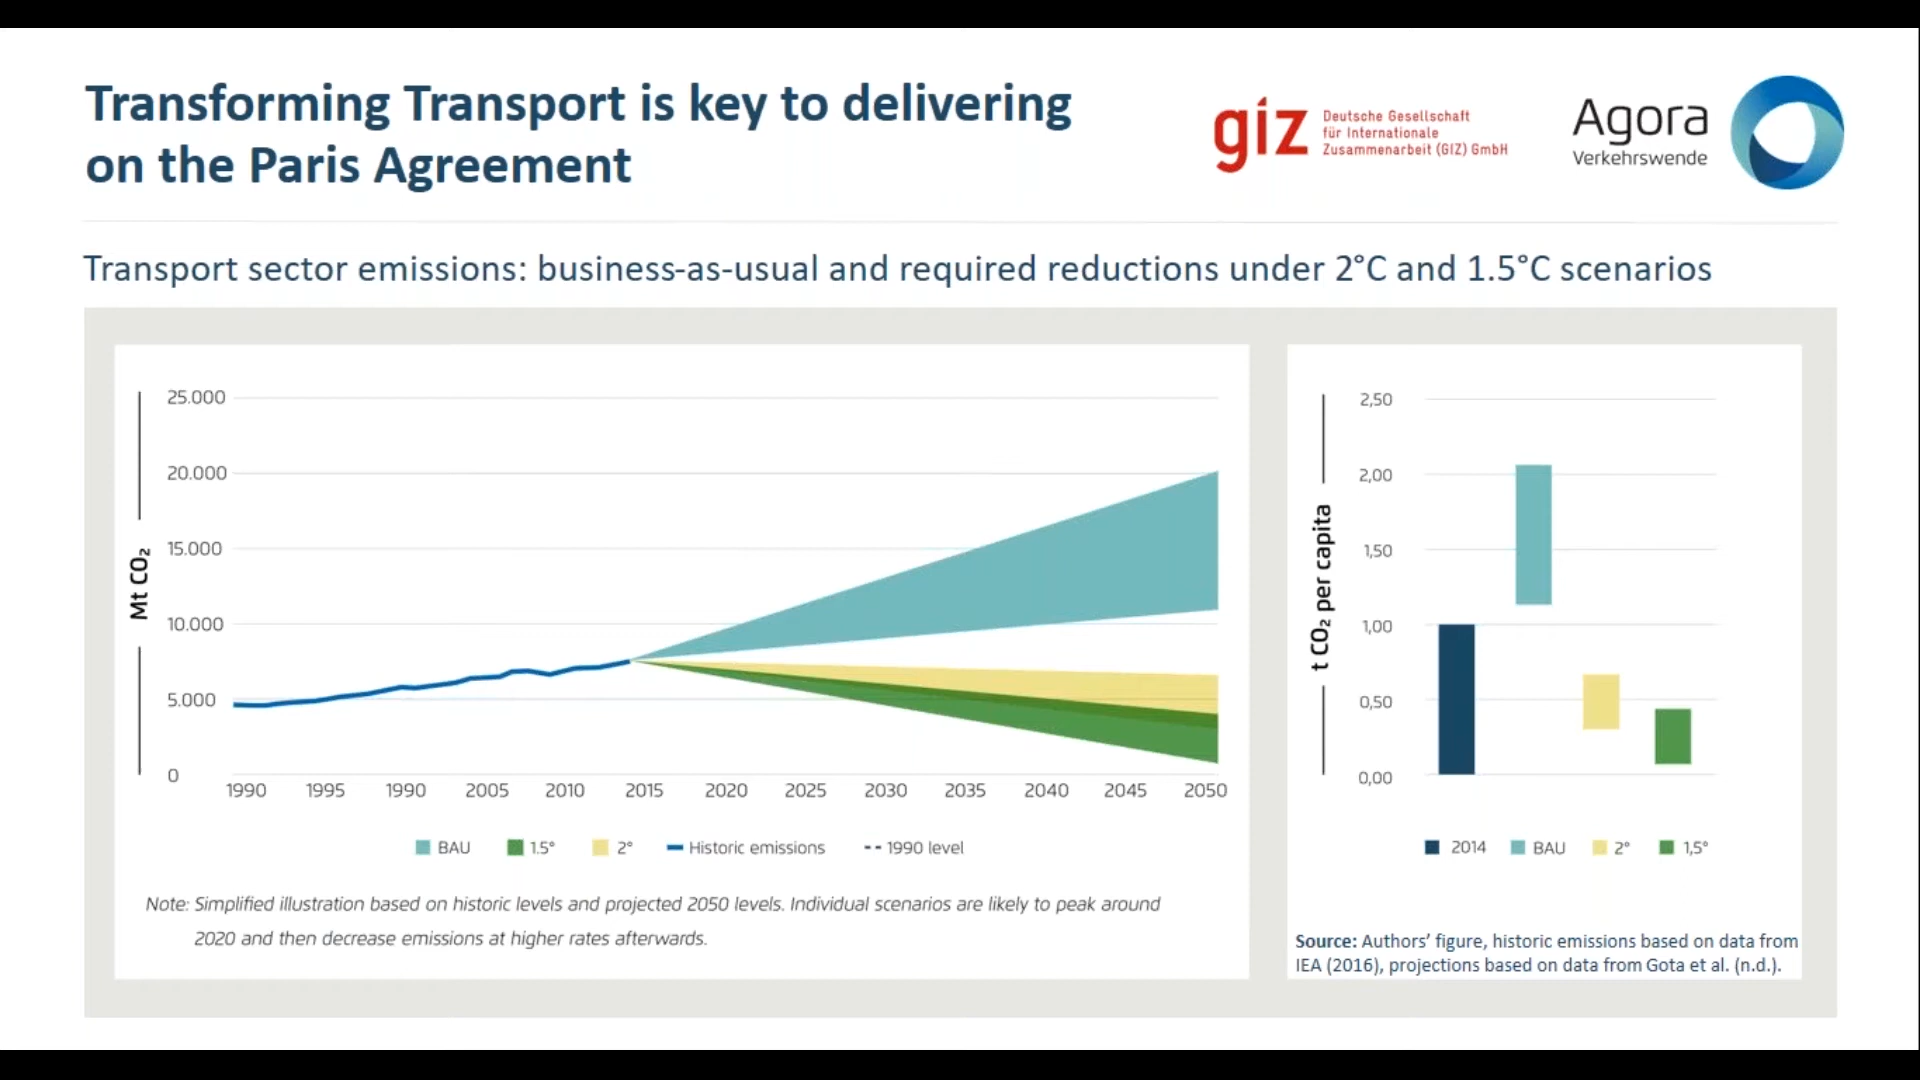 Transforming Transport is key to delivering
on the Paris Agreement
giz Deutsche Gesellschaft
für Internationale
Zusammenarbeit (GIZ) GmbH
Agora
Verkehrswende
Transport sector emissions: business-as-usual and required reductions under 2°C and 1.5°C scenarios
Mt CO₂
25.000
20.000
15.000
10.000
5.000
0
1990 1995 1990 2005 2010 2015 2020 2025 2030 2035 2040 2045 2050
BAU 1.5° 2° Historic emissions -- 1990 level
Note: Simplified illustration based on historic levels and projected 2050 levels. Individual scenarios are likely to peak around
2020 and then decrease emissions at higher rates afterwards.
t CO₂ per capita
2,50
2,00
1,50
1,00
0,50
0,00
2014 BAU 2° 1,5°
Source: Authors' figure, historic emissions based on data from
IEA (2016), projections based on data from Gota et al. (n.d.).